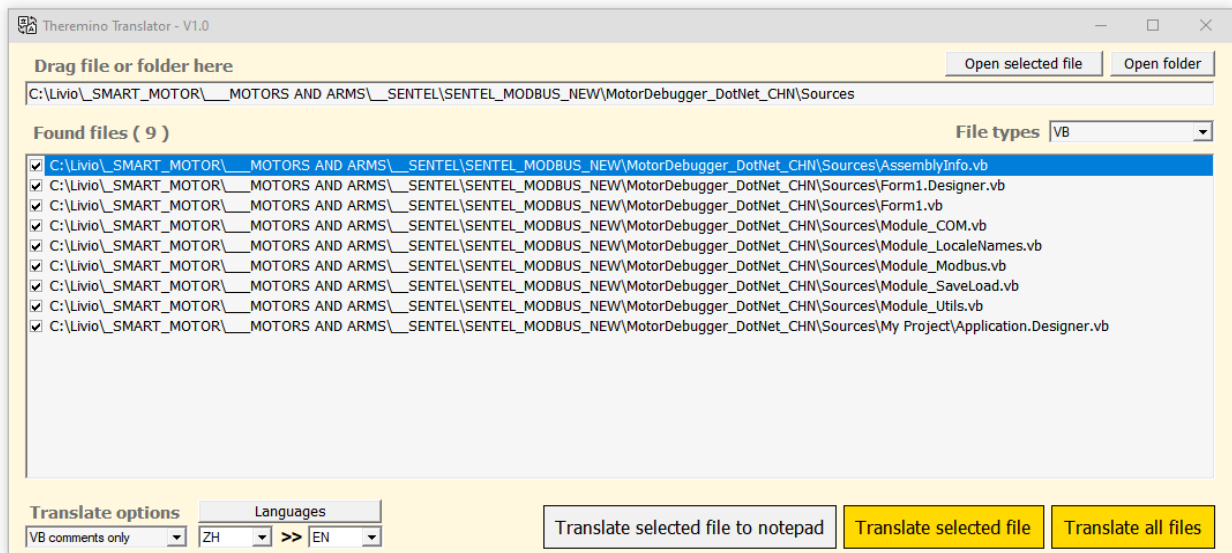 Theremino Translator - V1.0
Drag file or folder here
Open selected file
Open folder
C:\Livio\_SMART_MOTOR\___MOTORS AND ARMS\__SENTEL\SENTEL_MODBUS_NEW\MotorDebugger_DotNet_CHN\Sources
Found files ( 9 )
File types
VB
C:\Livio\_SMART_MOTOR\___MOTORS AND ARMS\__SENTEL\SENTEL_MODBUS_NEW\MotorDebugger_DotNet_CHN\Sources\AssemblyInfo.vb
C:\Livio\_SMART_MOTOR\___MOTORS AND ARMS\__SENTEL\SENTEL_MODBUS_NEW\MotorDebugger_DotNet_CHN\Sources\Form1.Designer.vb
C:\Livio\_SMART_MOTOR\___MOTORS AND ARMS\__SENTEL\SENTEL_MODBUS_NEW\MotorDebugger_DotNet_CHN\Sources\Form1.vb
C:\Livio\_SMART_MOTOR\___MOTORS AND ARMS\__SENTEL\SENTEL_MODBUS_NEW\MotorDebugger_DotNet_CHN\Sources\Module_COM.vb
C:\Livio\_SMART_MOTOR\___MOTORS AND ARMS\__SENTEL\SENTEL_MODBUS_NEW\MotorDebugger_DotNet_CHN\Sources\Module_LocaleNames.vb
C:\Livio\_SMART_MOTOR\___MOTORS AND ARMS\__SENTEL\SENTEL_MODBUS_NEW\MotorDebugger_DotNet_CHN\Sources\Module_Modbus.vb
C:\Livio\_SMART_MOTOR\___MOTORS AND ARMS\__SENTEL\SENTEL_MODBUS_NEW\MotorDebugger_DotNet_CHN\Sources\Module_SaveLoad.vb
C:\Livio\_SMART_MOTOR\___MOTORS AND ARMS\__SENTEL\SENTEL_MODBUS_NEW\MotorDebugger_DotNet_CHN\Sources\Module_Utils.vb
C:\Livio\_SMART_MOTOR\___MOTORS AND ARMS\__SENTEL\SENTEL_MODBUS_NEW\MotorDebugger_DotNet_CHN\Sources\My Project\Application.Designer.vb
Translate options
Languages
VB comments only
ZH >> EN
Translate selected file to notepad
Translate selected file
Translate all files